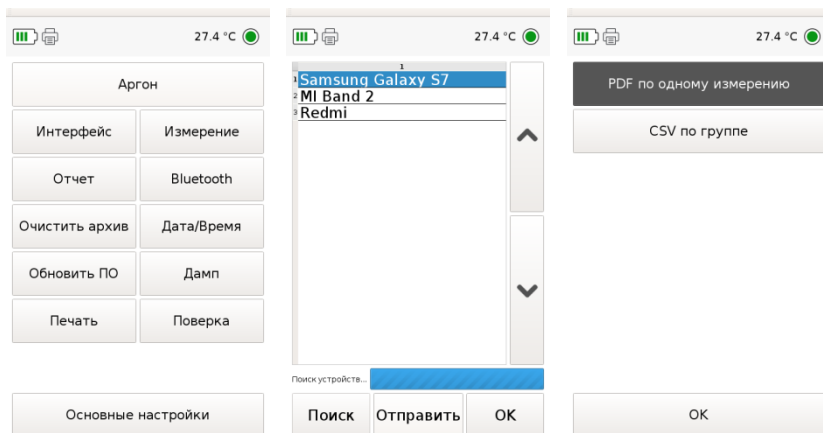 27.4 °C
Аргон
Интерфейс
Измерение
Отчет
Bluetooth
Очистить архив
Дата/Время
Обновить ПО
Дамп
Печать
Поверка
Основные настройки
27.4 °C
1
1 Samsung Galaxy S7
2 MI Band 2
3 Redmi
Поиск устройств...
Поиск
Отправить
OK
27.4 °C
PDF по одному измерению
CSV по группе
OK